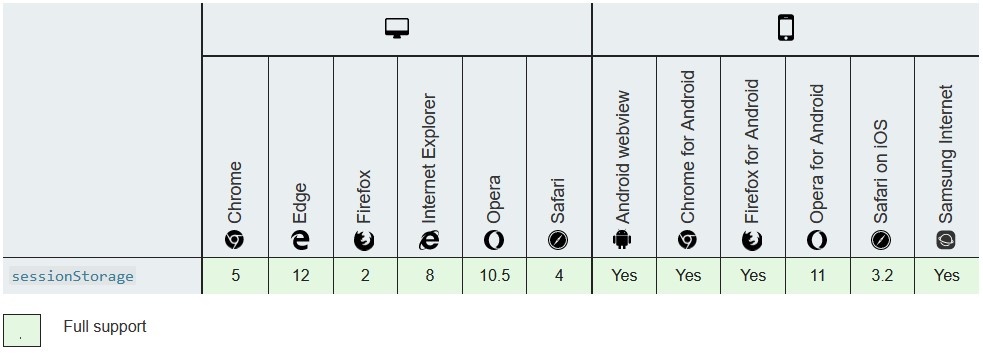 Chrome
Edge
Firefox
Internet Explorer
Opera
Safari
Android webview
Chrome for Android
Firefox for Android
Opera for Android
Safari on iOS
Samsung Internet
sessionStorage 5 12 2 8 10.5 4 Yes Yes Yes 11 3.2 Yes
Full support